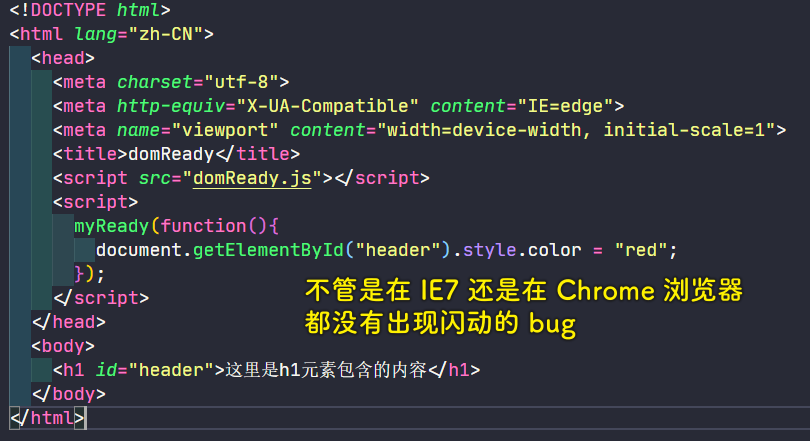 <!DOCTYPE html>
<html lang="zh-CN">
<head>
<meta charset="utf-8">
<meta http-equiv="X-UA-Compatible" content="IE=edge">
<meta name="viewport" content="width=device-width, initial-scale=1">
<title>domReady</title>
<script src="domReady.js"></script>
<script>
myReady(function(){
document.getElementById("header").style.color = "red";
});
</script>
不管是在 IE7 还是在 Chrome 浏览器
都没有出现闪动的 bug
</head>
<body>
<h1 id="header">这里是h1元素包含的内容</h1>
</body>
</html>